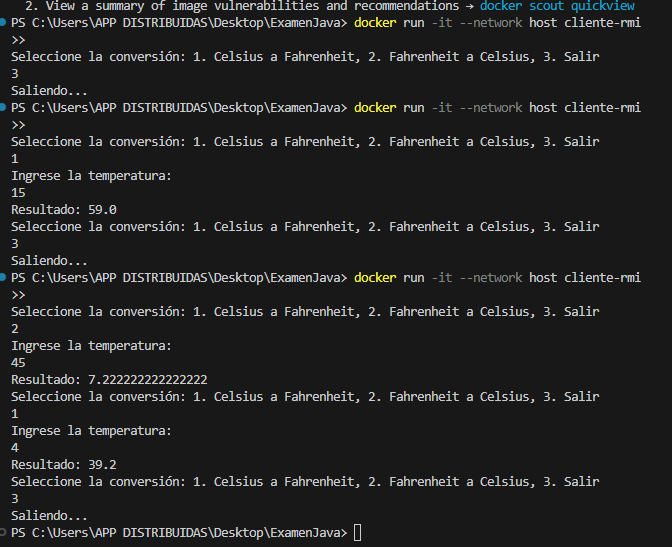 2. View a summary of image vulnerabilities and recommendations → docker scout quickview
PS C:\Users\APP DISTRIBUIDAS\Desktop\ExamenJava> docker run -it --network host cliente-rmi
>>
Seleccione la conversión: 1. Celsius a Fahrenheit, 2. Fahrenheit a Celsius, 3. Salir
3
Saliendo...
PS C:\Users\APP DISTRIBUIDAS\Desktop\ExamenJava> docker run -it --network host cliente-rmi
>>
Seleccione la conversión: 1. Celsius a Fahrenheit, 2. Fahrenheit a Celsius, 3. Salir
1
Ingrese la temperatura:
15
Resultado: 59.0
Seleccione la conversión: 1. Celsius a Fahrenheit, 2. Fahrenheit a Celsius, 3. Salir
3
Saliendo...
PS C:\Users\APP DISTRIBUIDAS\Desktop\ExamenJava> docker run -it --network host cliente-rmi
>>
Seleccione la conversión: 1. Celsius a Fahrenheit, 2. Fahrenheit a Celsius, 3. Salir
2
Ingrese la temperatura:
45
Resultado: 7.222222222222222
Seleccione la conversión: 1. Celsius a Fahrenheit, 2. Fahrenheit a Celsius, 3. Salir
1
Ingrese la temperatura:
4
Resultado: 39.2
Seleccione la conversión: 1. Celsius a Fahrenheit, 2. Fahrenheit a Celsius, 3. Salir
3
Saliendo...
PS C:\Users\APP DISTRIBUIDAS\Desktop\ExamenJava>